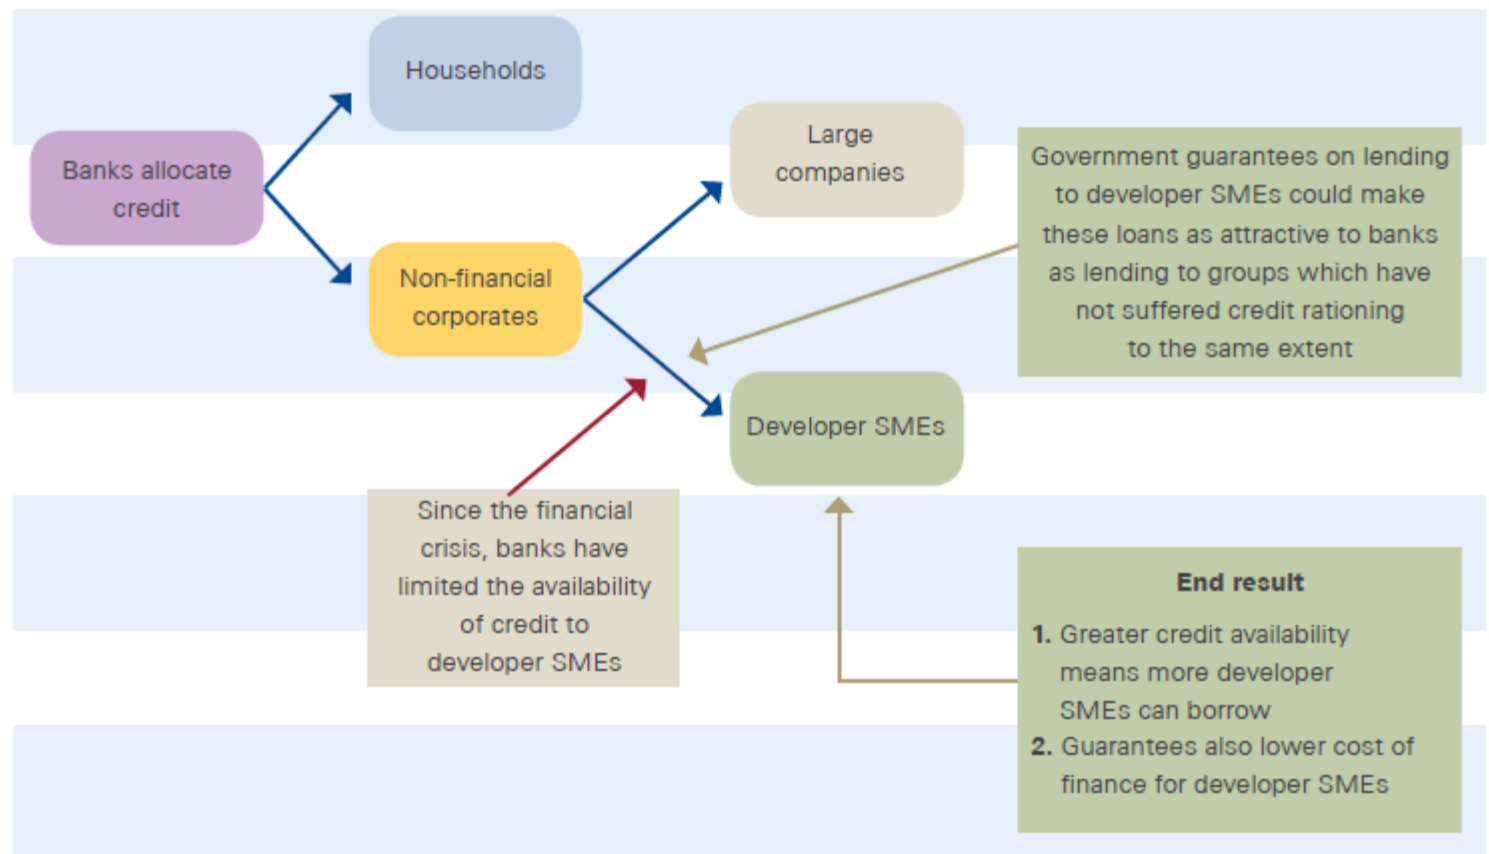 Households
Banks allocate
credit
Large
companies
Non-financial
corporates
Government guarantees on lending
to developer SMEs could make
these loans as attractive to banks
as lending to groups which have
not suffered credit rationing
to the same extent
Developer SMEs
Since the financial
crisis, banks have
limited the availability
of credit to
developer SMEs
End result
1. Greater credit availability
means more developer
SMEs can borrow
2. Guarantees also lower cost of
finance for developer SMEs